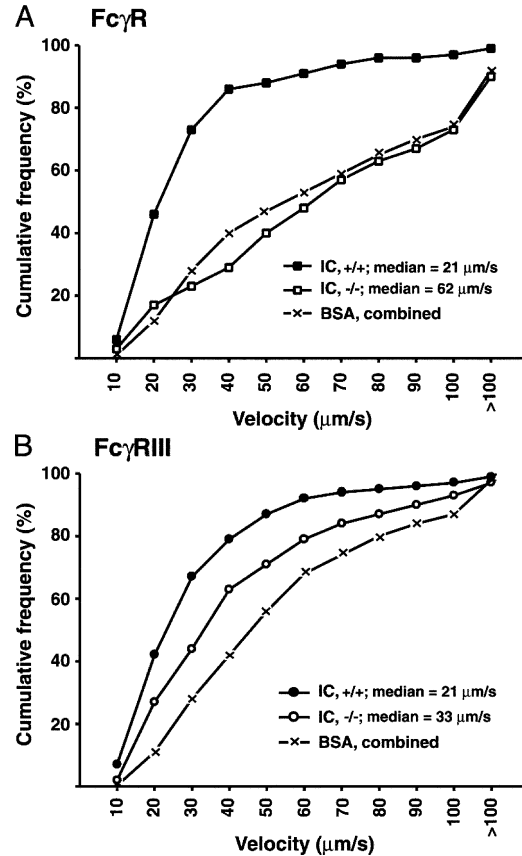 A
FcγR
Cumulative frequency (%)
100
80
60
40
20
IC, +/+; median = 21 μm/s
IC, -/-; median = 62 μm/s
BSA, combined
10
20
30
40
50
60
70
80
90
100
>100
Velocity (μm/s)
B
FcγRIII
Cumulative frequency (%)
100
80
60
40
20
IC, +/+; median = 21 μm/s
IC, -/-; median = 33 μm/s
BSA, combined
10
20
30
40
50
60
70
80
90
100
>100
Velocity (μm/s)